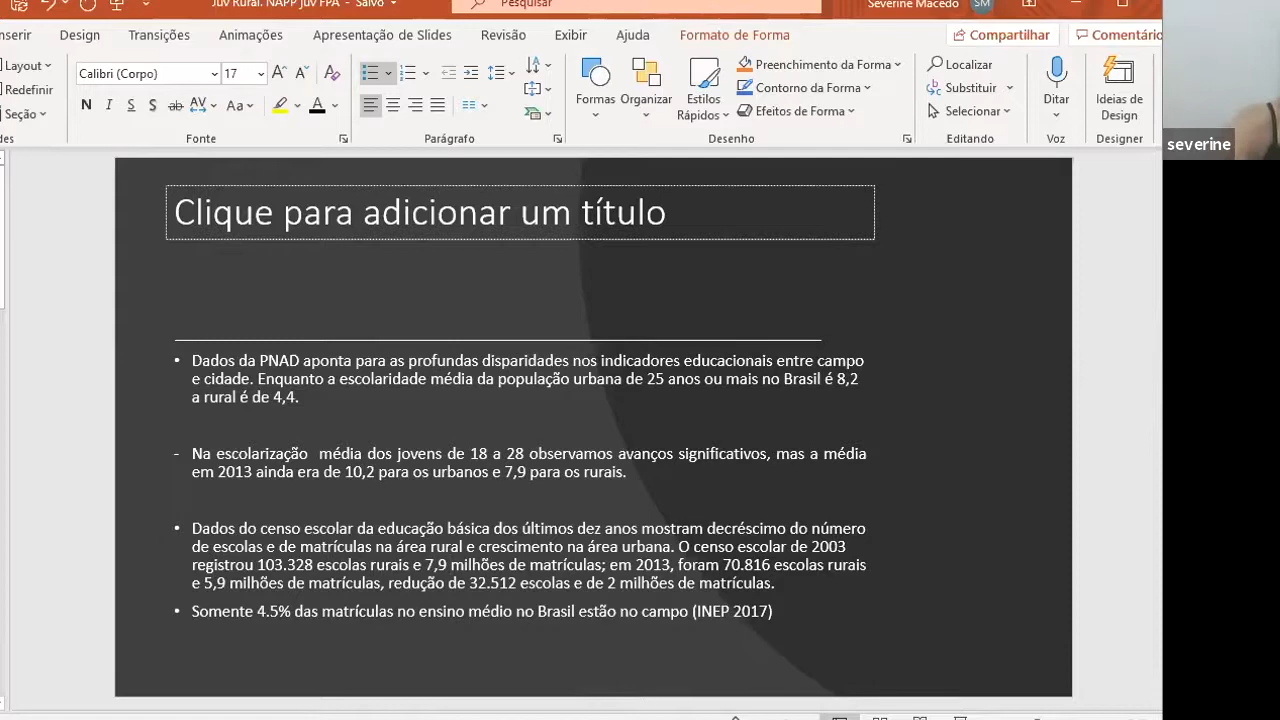 Juv Rural. NAPP Juv FPA - Salvo
Pesquisar
Severine Macedo
SM
nserir
Design
Transições
Animações
Apresentação de Slides
Revisão
Exibir
Ajuda
Formato de Forma
Compartilhar
Comentário
Layout
Redefinir
Seção
des
Calibri (Corpo)
17
N I S S ab AV Aa A
Fonte
Parágrafo
Formas
Organizar
Estilos
Rápidos
Preenchimento da Forma
Contorno da Forma
Efeitos de Forma
Desenho
Localizar
Substituir
Selecionar
Editando
Ditar
Voz
Ideias de
Design
Designer
severine
Clique para adicionar um título
• Dados da PNAD aponta para as profundas disparidades nos indicadores educacionais entre campo
e cidade. Enquanto a escolaridade média da população urbana de 25 anos ou mais no Brasil é 8,2
a rural é de 4,4.
- Na escolarização média dos jovens de 18 a 28 observamos avanços significativos, mas a média
em 2013 ainda era de 10,2 para os urbanos e 7,9 para os rurais.
• Dados do censo escolar da educação básica dos últimos dez anos mostram decréscimo do número
de escolas e de matrículas na área rural e crescimento na área urbana. O censo escolar de 2003
registrou 103.328 escolas rurais e 7,9 milhões de matrículas; em 2013, foram 70.816 escolas rurais
e 5,9 milhões de matrículas, redução de 32.512 escolas e de 2 milhões de matrículas.
• Somente 4.5% das matrículas no ensino médio no Brasil estão no campo (INEP 2017)